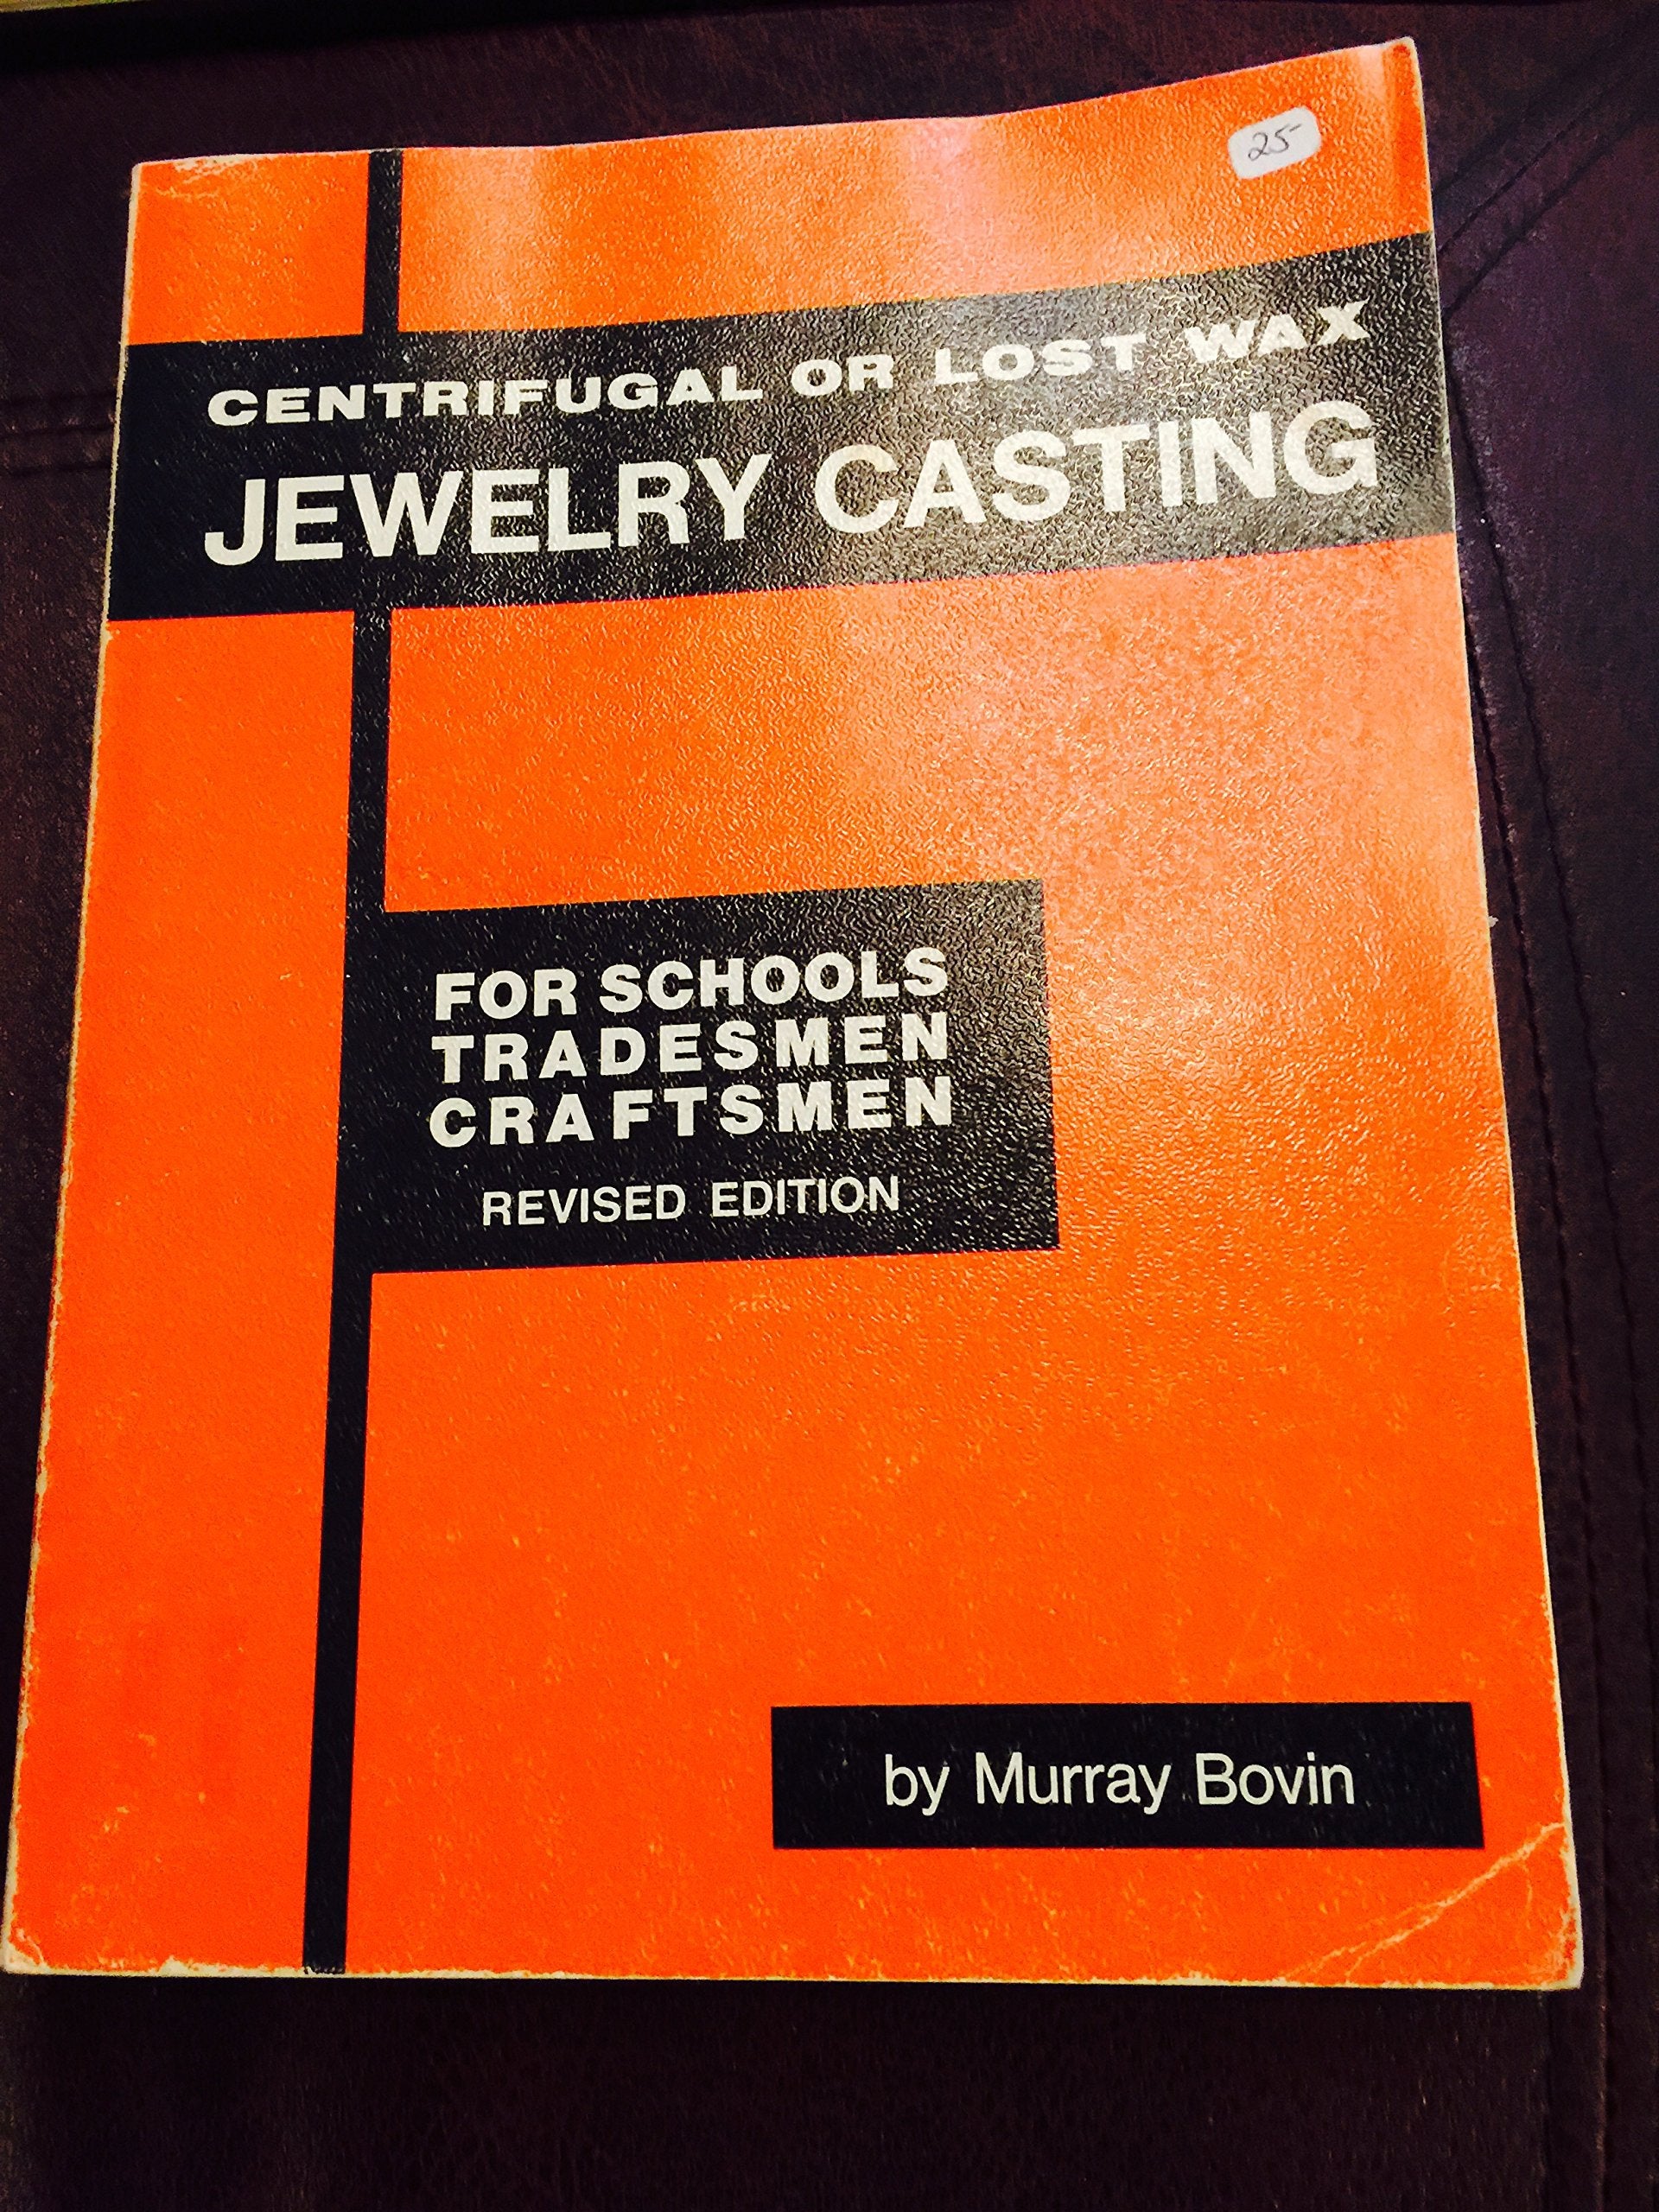 25-
CENTRIFUGAL OR LOST WAX
JEWELRY CASTING
FOR SCHOOLS
TRADESMEN
CRAFTSMEN
REVISED EDITION
by Murray Bovin